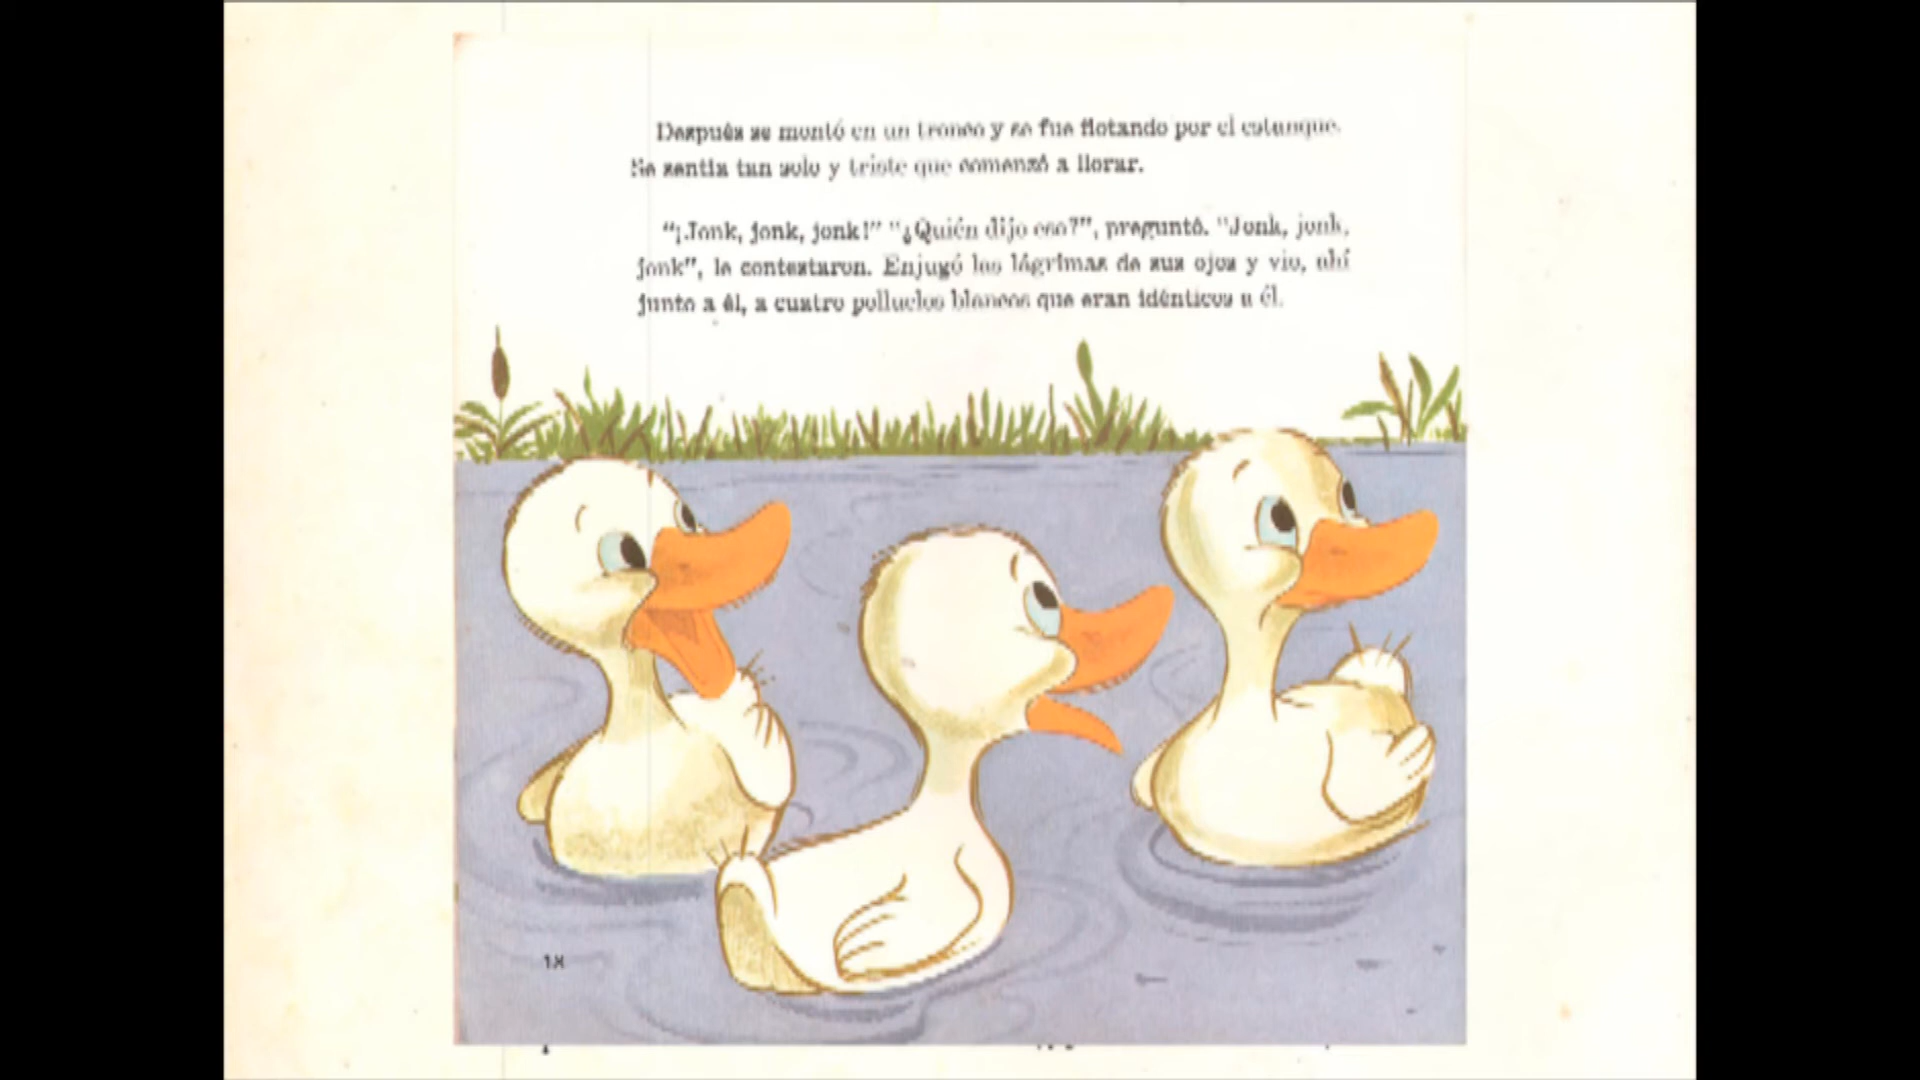 Después se montó en un tronco y se fue flotando por el estanque.
Se sentía tan solo y triste que comenzó a llorar.
“¡Jonk, jonk, jonk!” “¿Quién dijo eso?”, preguntó. “Jonk, jonk,
jonk”, le contestaron. Enjugó las lágrimas de sus ojos y vio, ahí
junto a él, a cuatro polluelos blancos que eran idénticos a él.
18